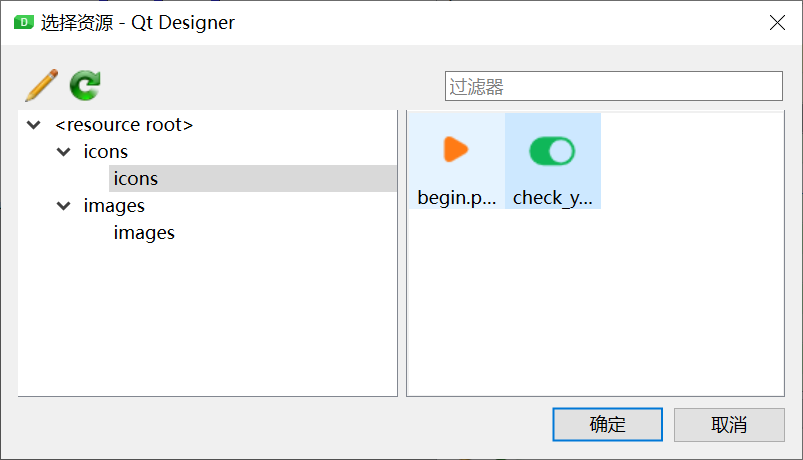 选择资源 - Qt Designer
过滤器
<resource root>
icons
icons
images
images
begin.p...
check_y...
确定
取消